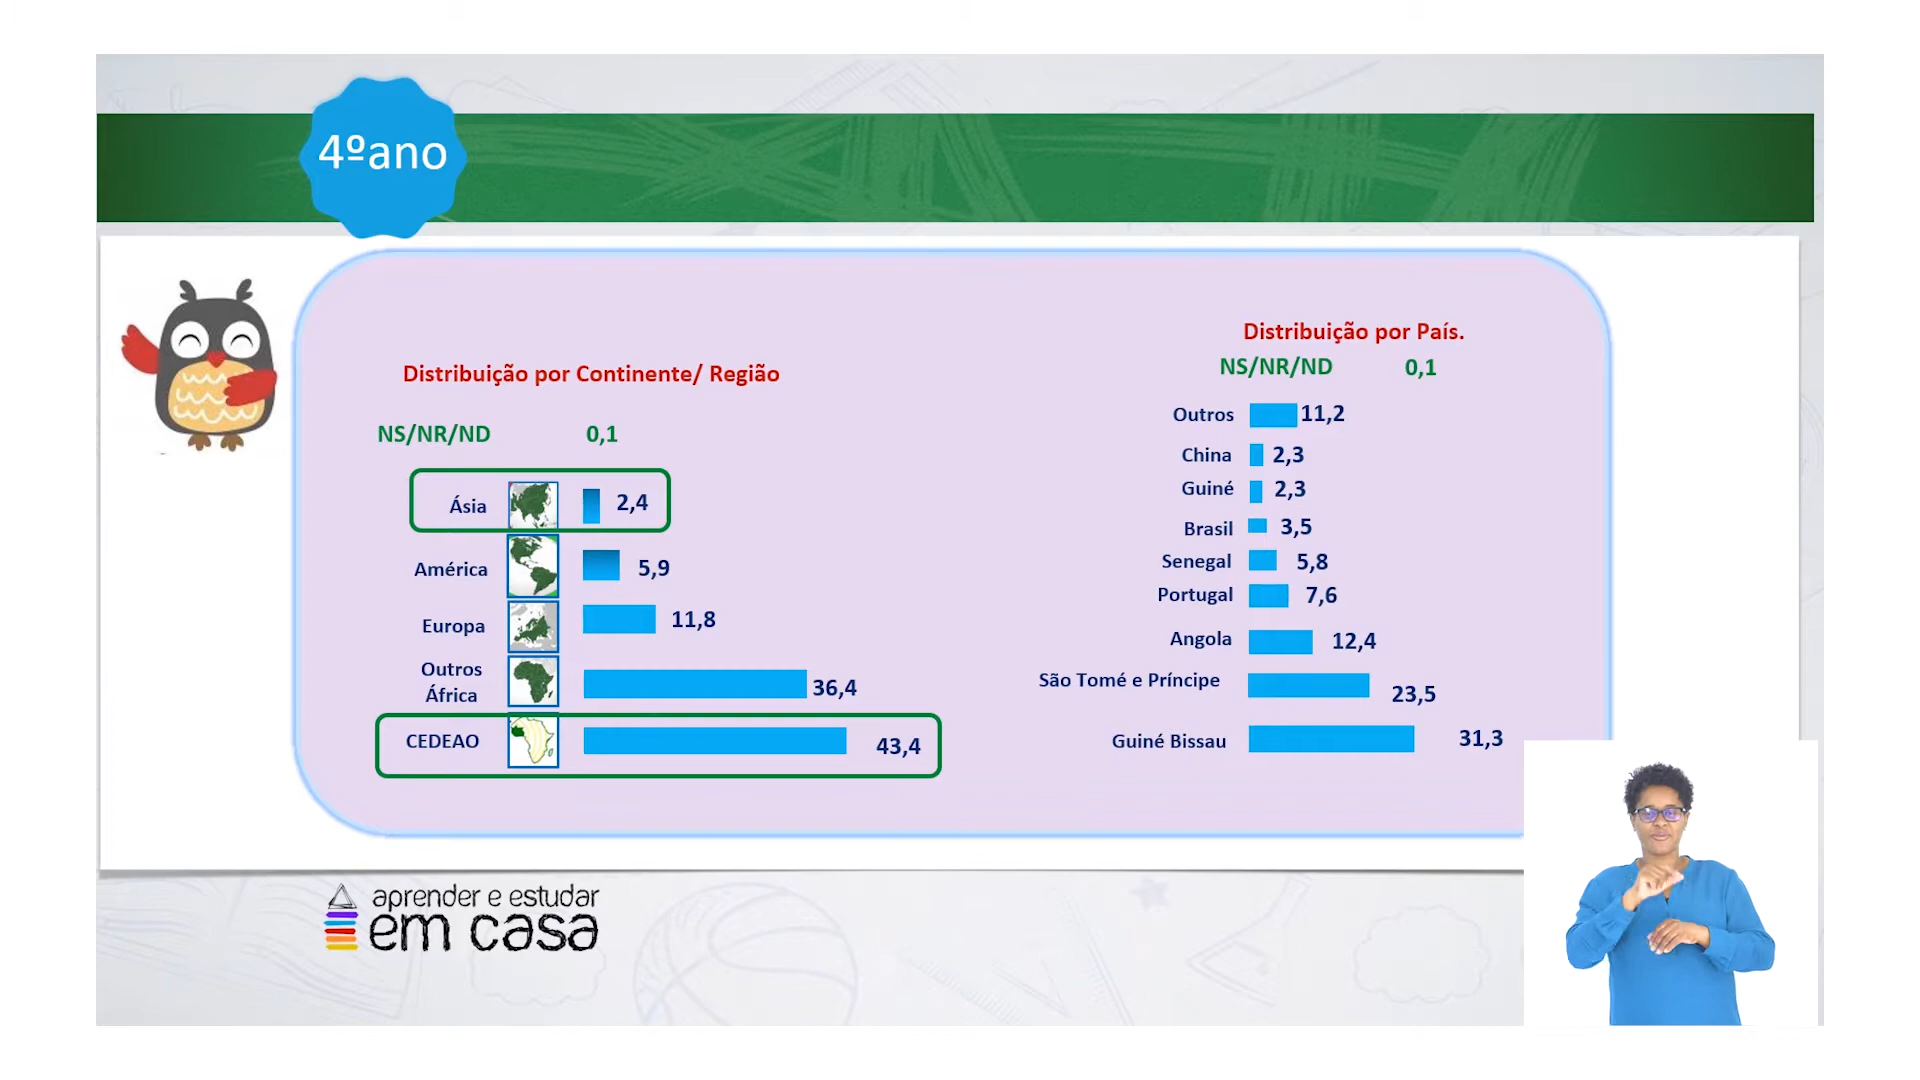 4ºano
Distribuição por Continente/ Região
NS/NR/ND 0,1
Ásia 2,4
América 5,9
Europa 11,8
Outros
África 36,4
CEDEAO 43,4
Distribuição por País.
NS/NR/ND 0,1
Outros 11,2
China 2,3
Guiné 2,3
Brasil 3,5
Senegal 5,8
Portugal 7,6
Angola 12,4
São Tomé e Príncipe 23,5
Guiné Bissau 31,3
aprender e estudar
em casa